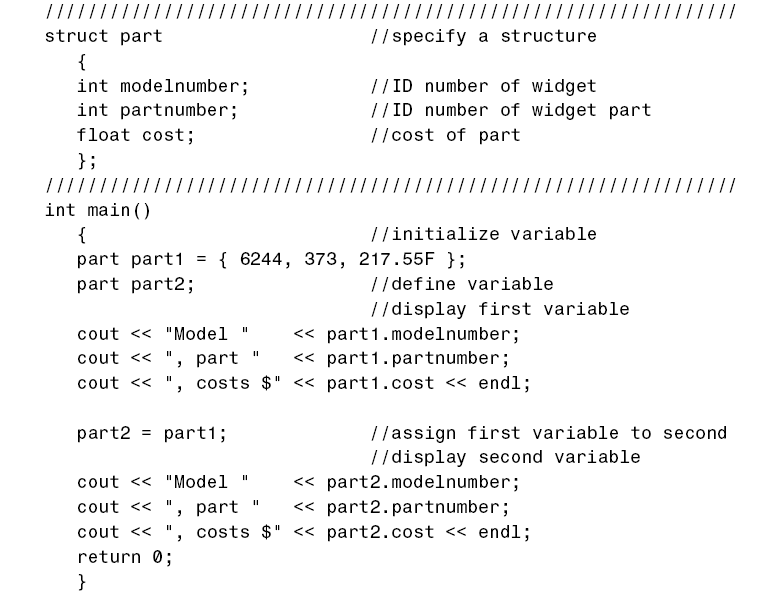 ////////////////////////////////////////////////////////////////
struct part                   //specify a structure
   {
   int modelnumber;           //ID number of widget
   int partnumber;            //ID number of widget part
   float cost;                //cost of part
   };
////////////////////////////////////////////////////////////////
int main()
   {                          //initialize variable
   part part1 = { 6244, 373, 217.55F };
   part part2;                //define variable
                              //display first variable
   cout << "Model "    << part1.modelnumber;
   cout << ", part "   << part1.partnumber;
   cout << ", costs $" << part1.cost << endl;

   part2 = part1;             //assign first variable to second
                              //display second variable
   cout << "Model "    << part2.modelnumber;
   cout << ", part "   << part2.partnumber;
   cout << ", costs $" << part2.cost << endl;
   return 0;
   }